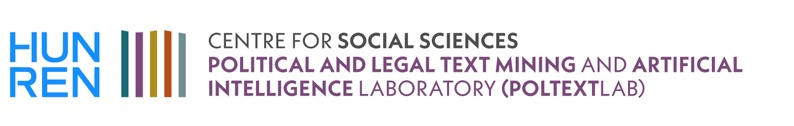 HUN
REN
CENTRE FOR SOCIAL SCIENCES
POLITICAL AND LEGAL TEXT MINING AND ARTIFICIAL
INTELLIGENCE LABORATORY (POLTEXTLAB)